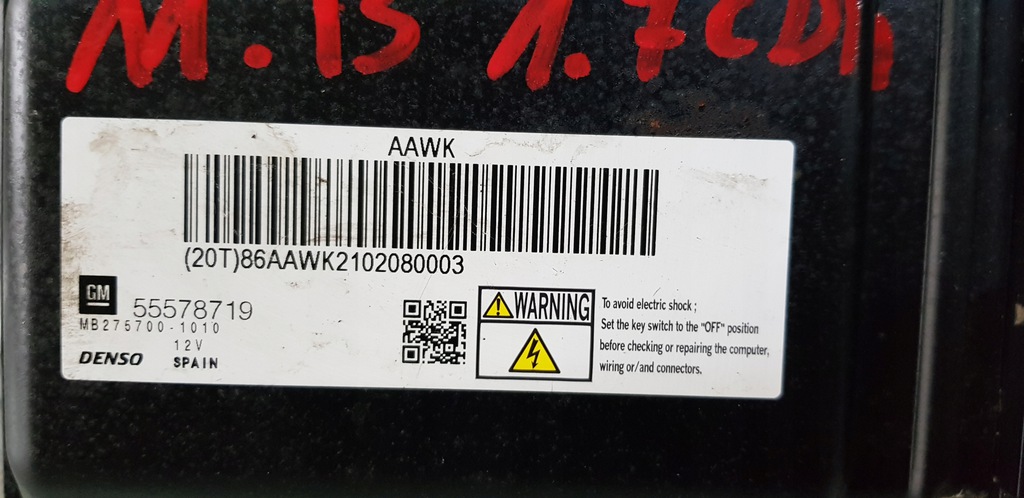 M.13 1.7CDTi
AAWK
(20T)86AAWK2102080003
GM
55578719
MB275700-1010
12V
DENSO SPAIN
WARNING
To avoid electric shock ;
Set the key switch to the "OFF" position
before checking or repairing the computer,
wiring or/and connectors.